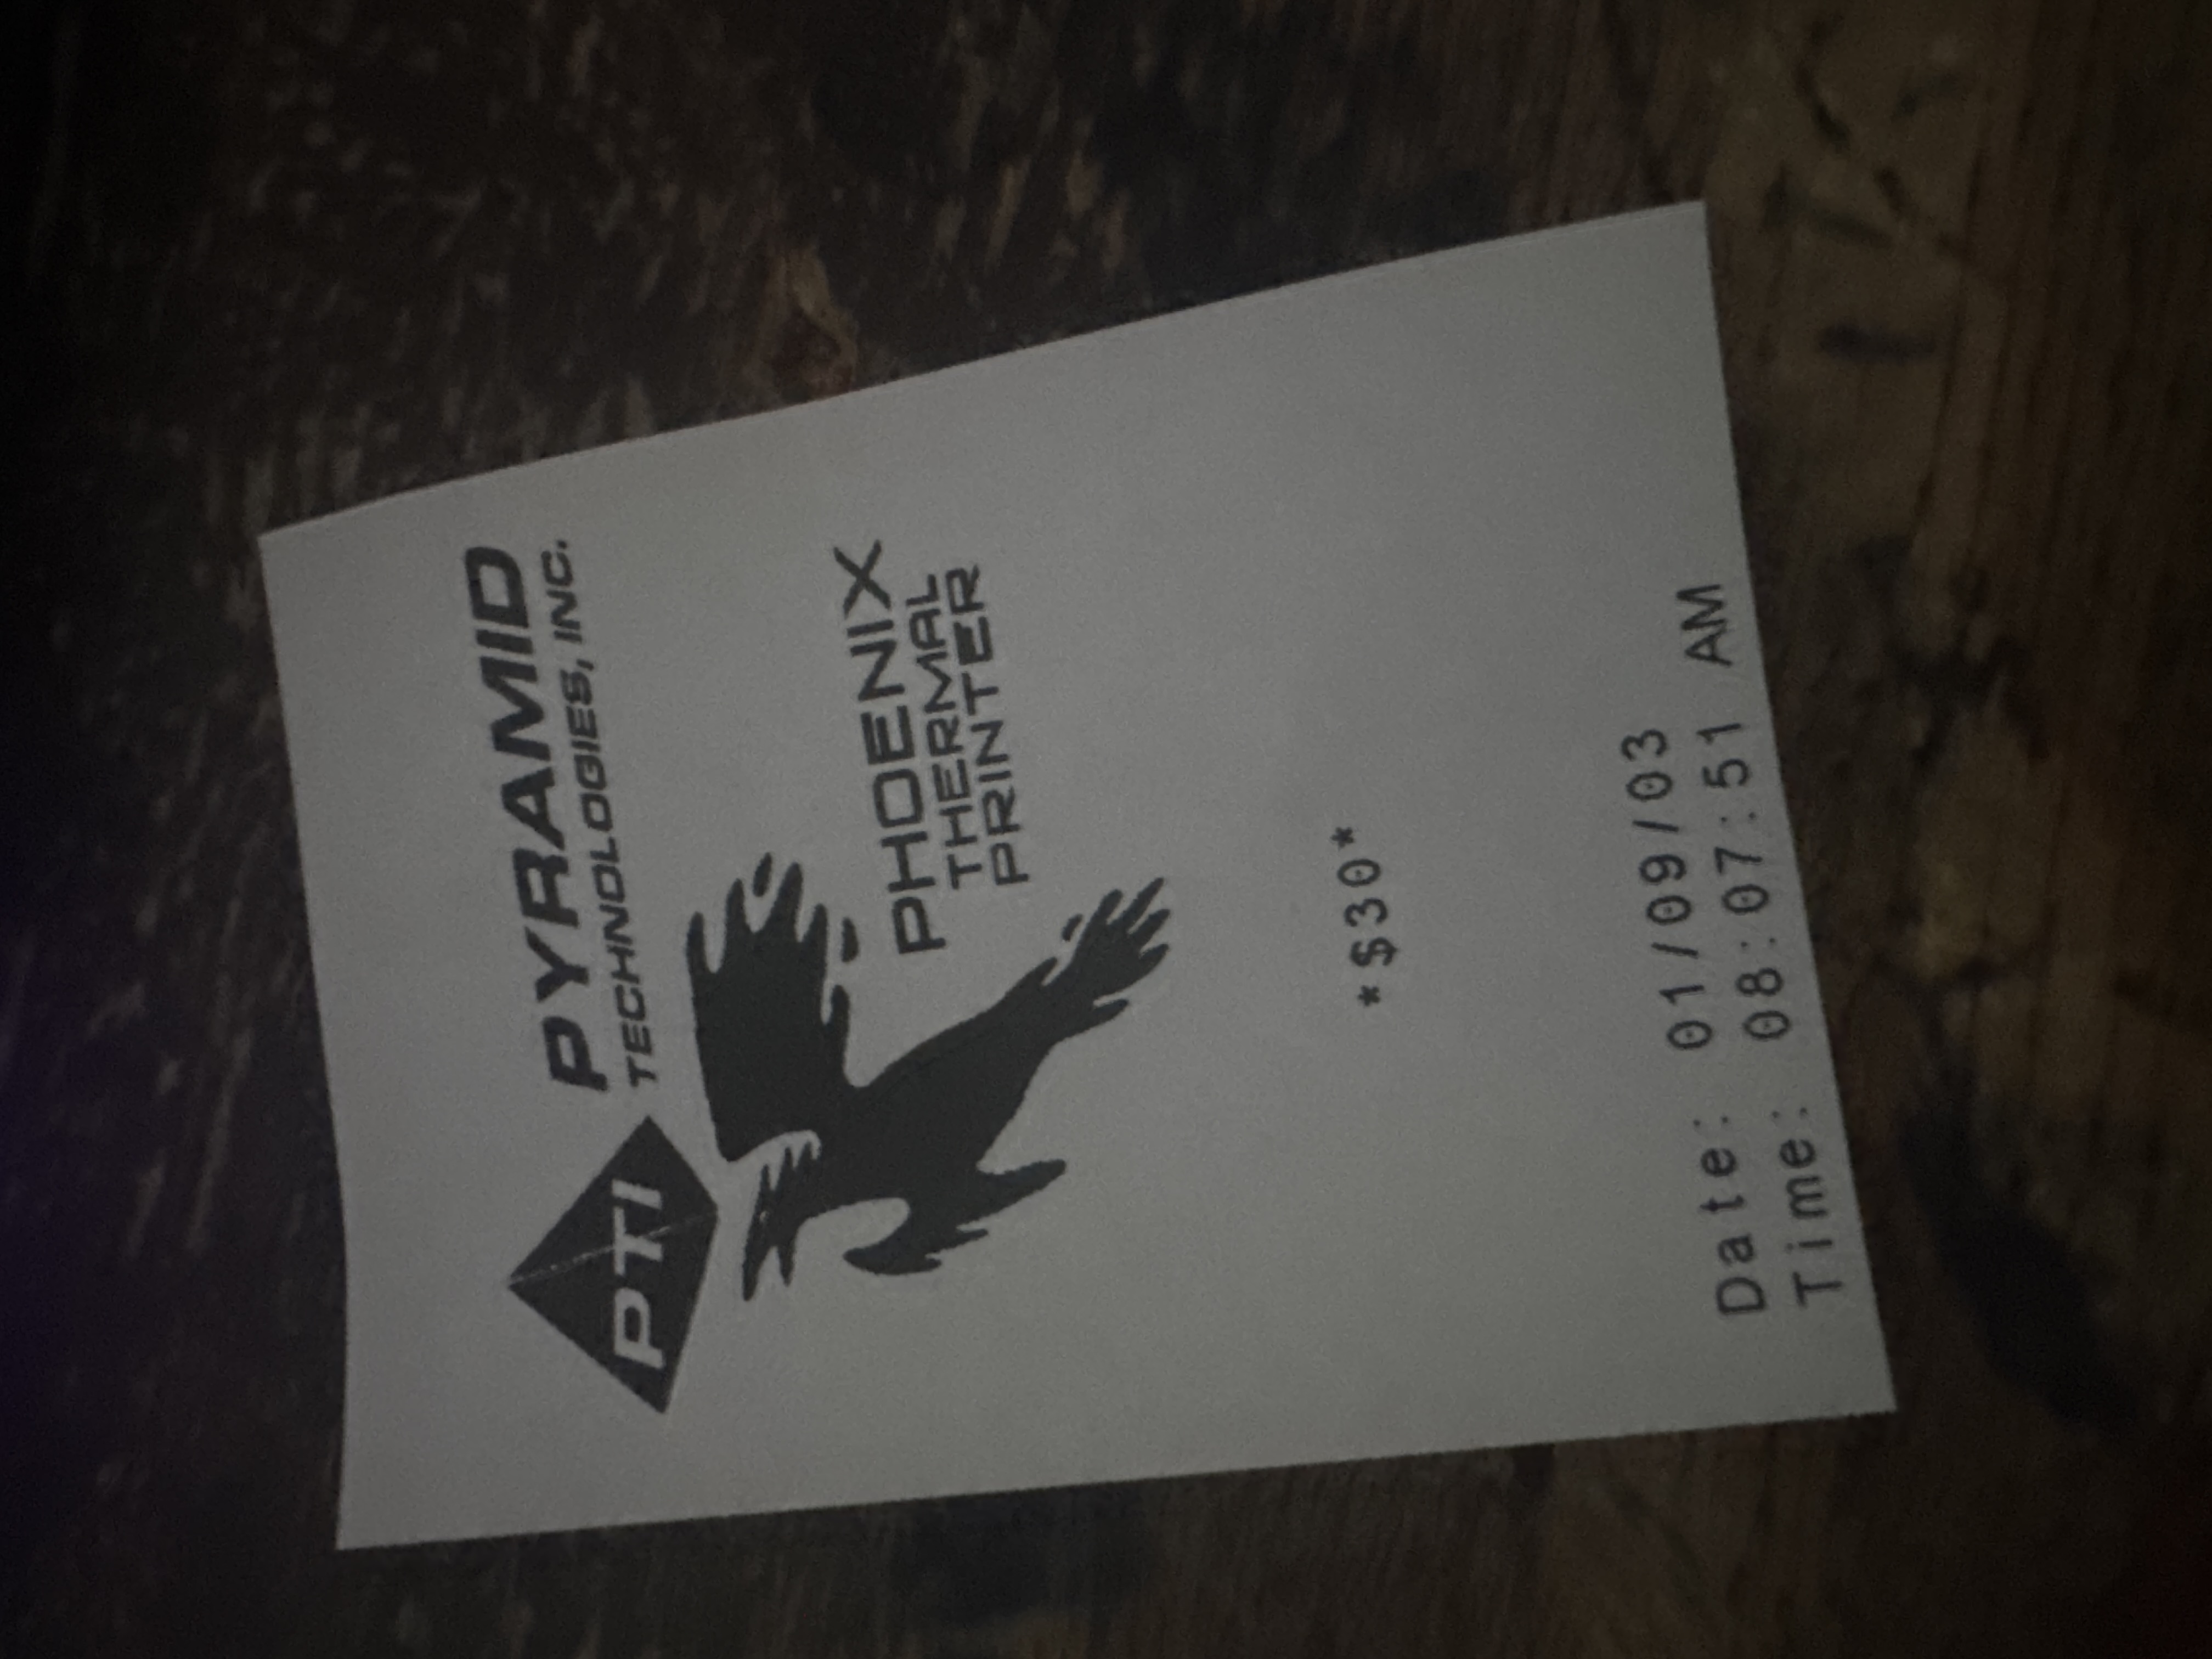 PTI
PYRAMID
TECHNOLOGIES, INC.
PHOENIX
THERMAL
PRINTER
*$30*
Date: 01/09/03
Time: 08:07:51 AM